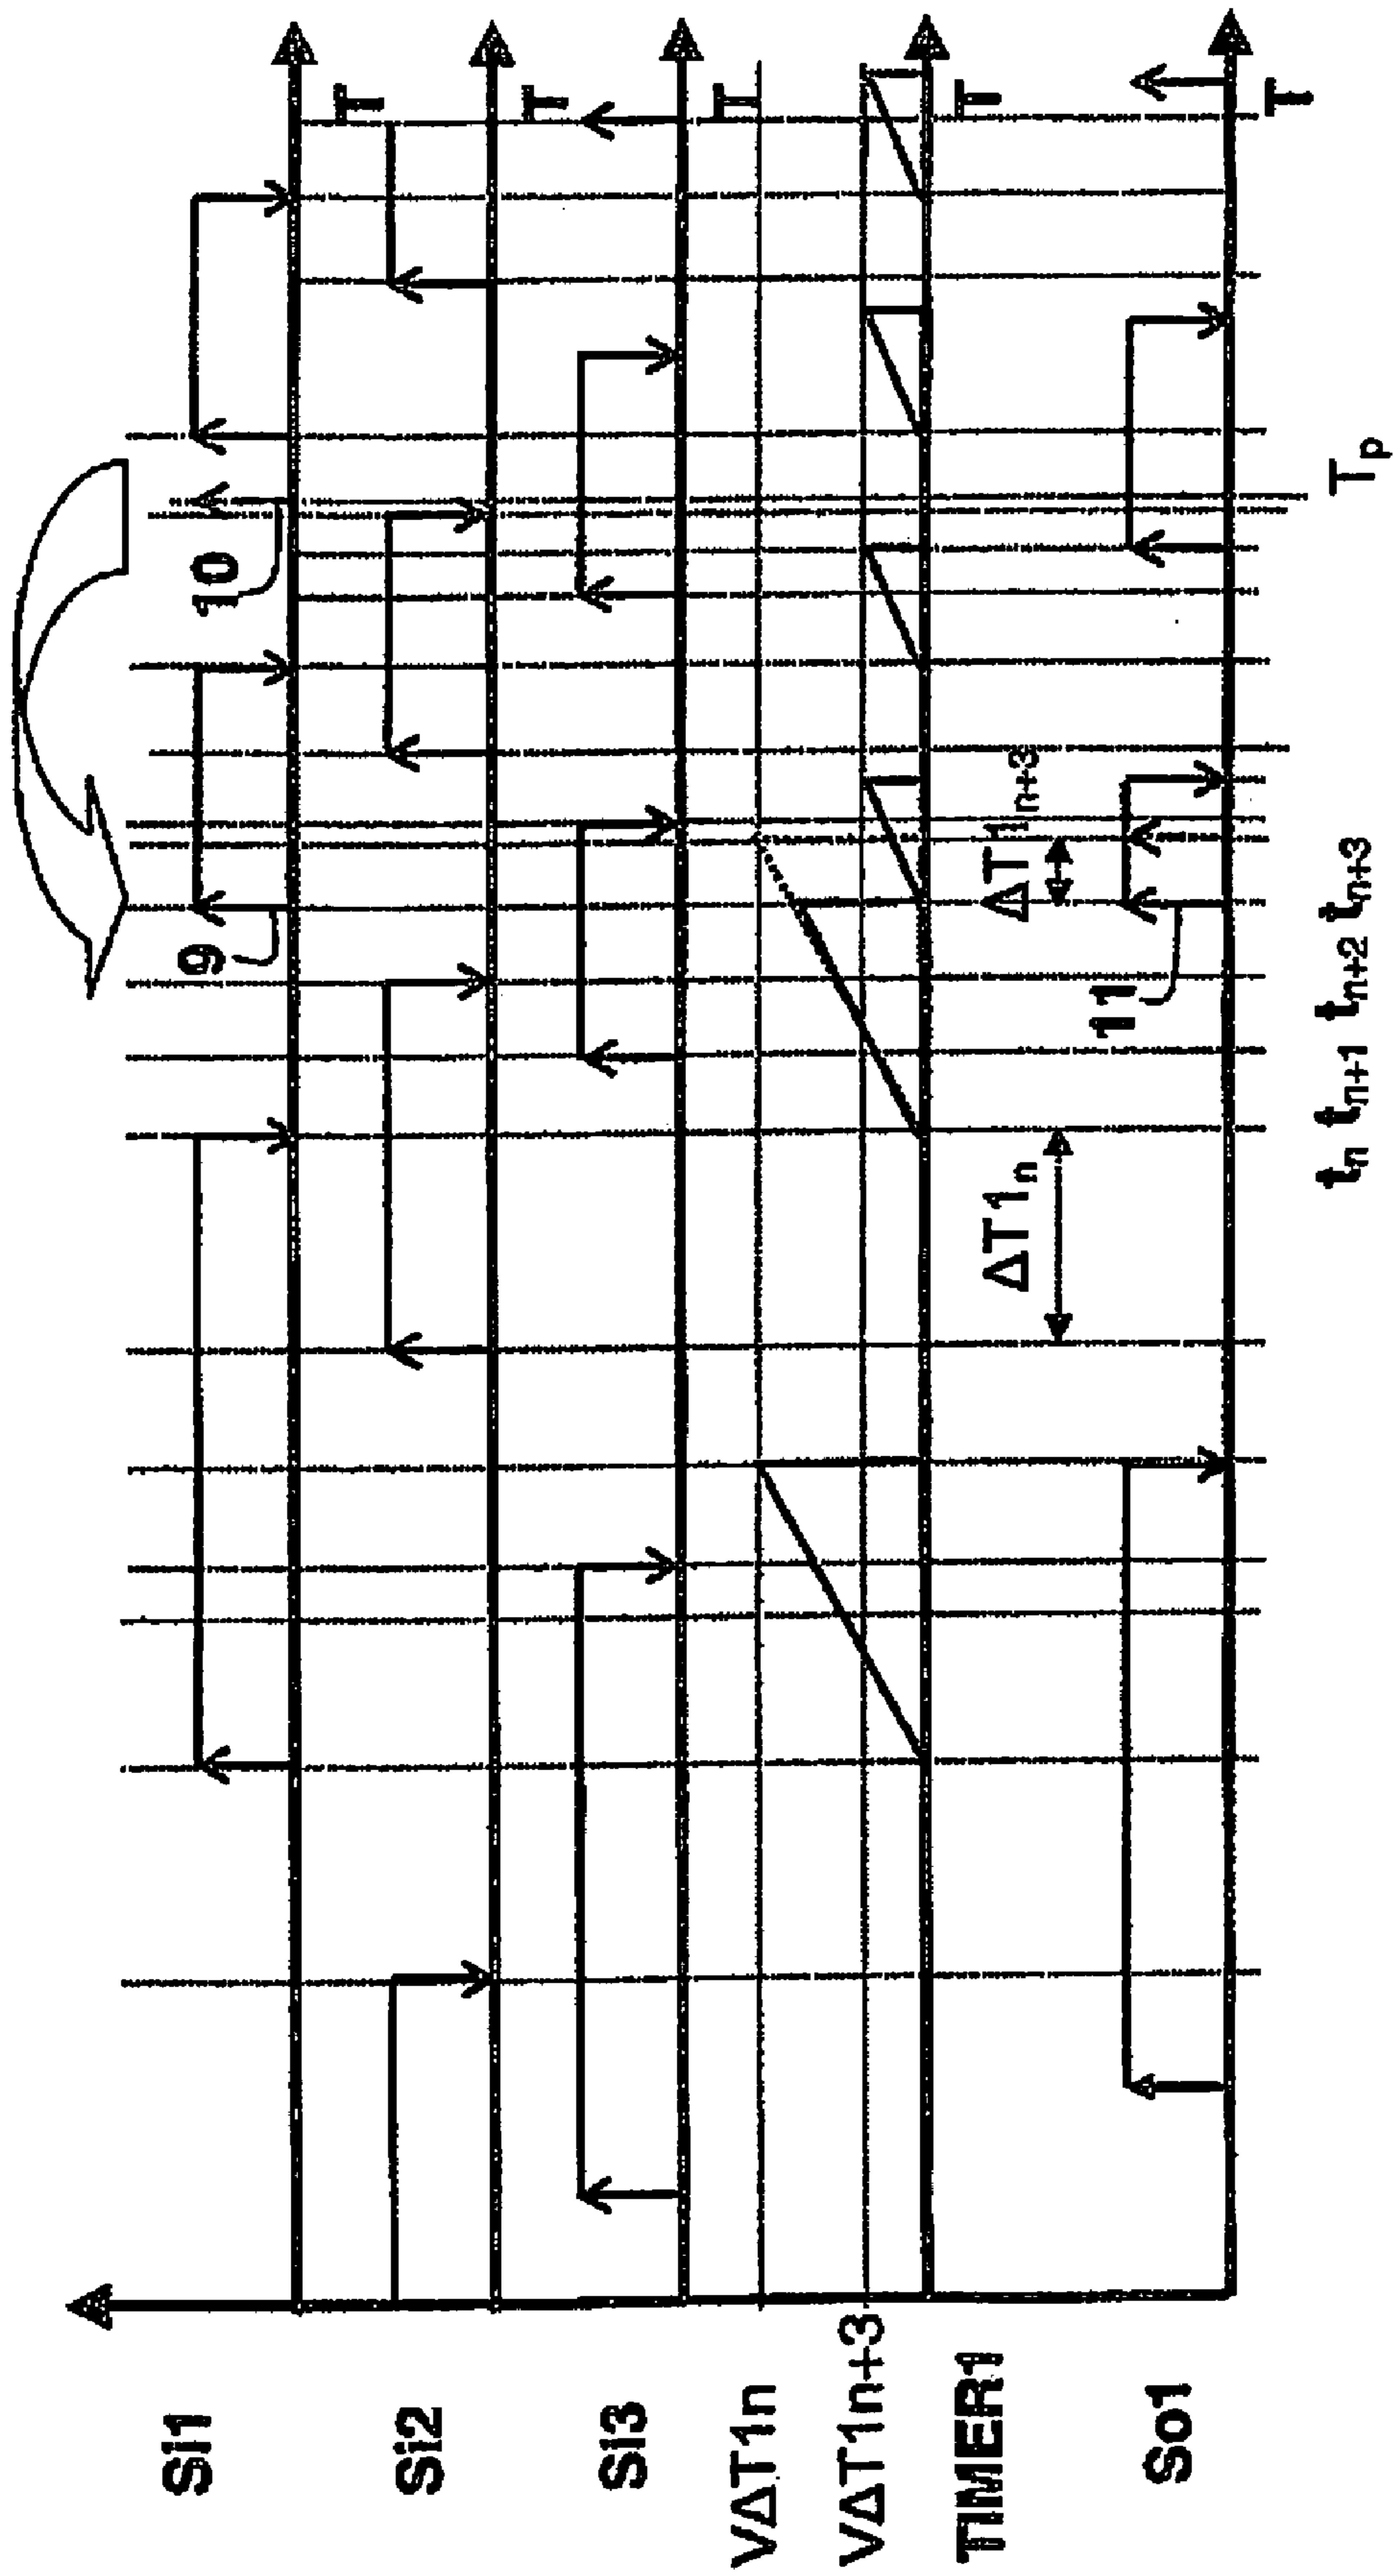 Si1
Si2
Si3
VΔT1n
VΔT1n+3
TIMER1
So1
T
T
T
T
T
9
10
11
ΔT1n
ΔT1n+3
tn tn+1 tn+2 tn+3
Tp